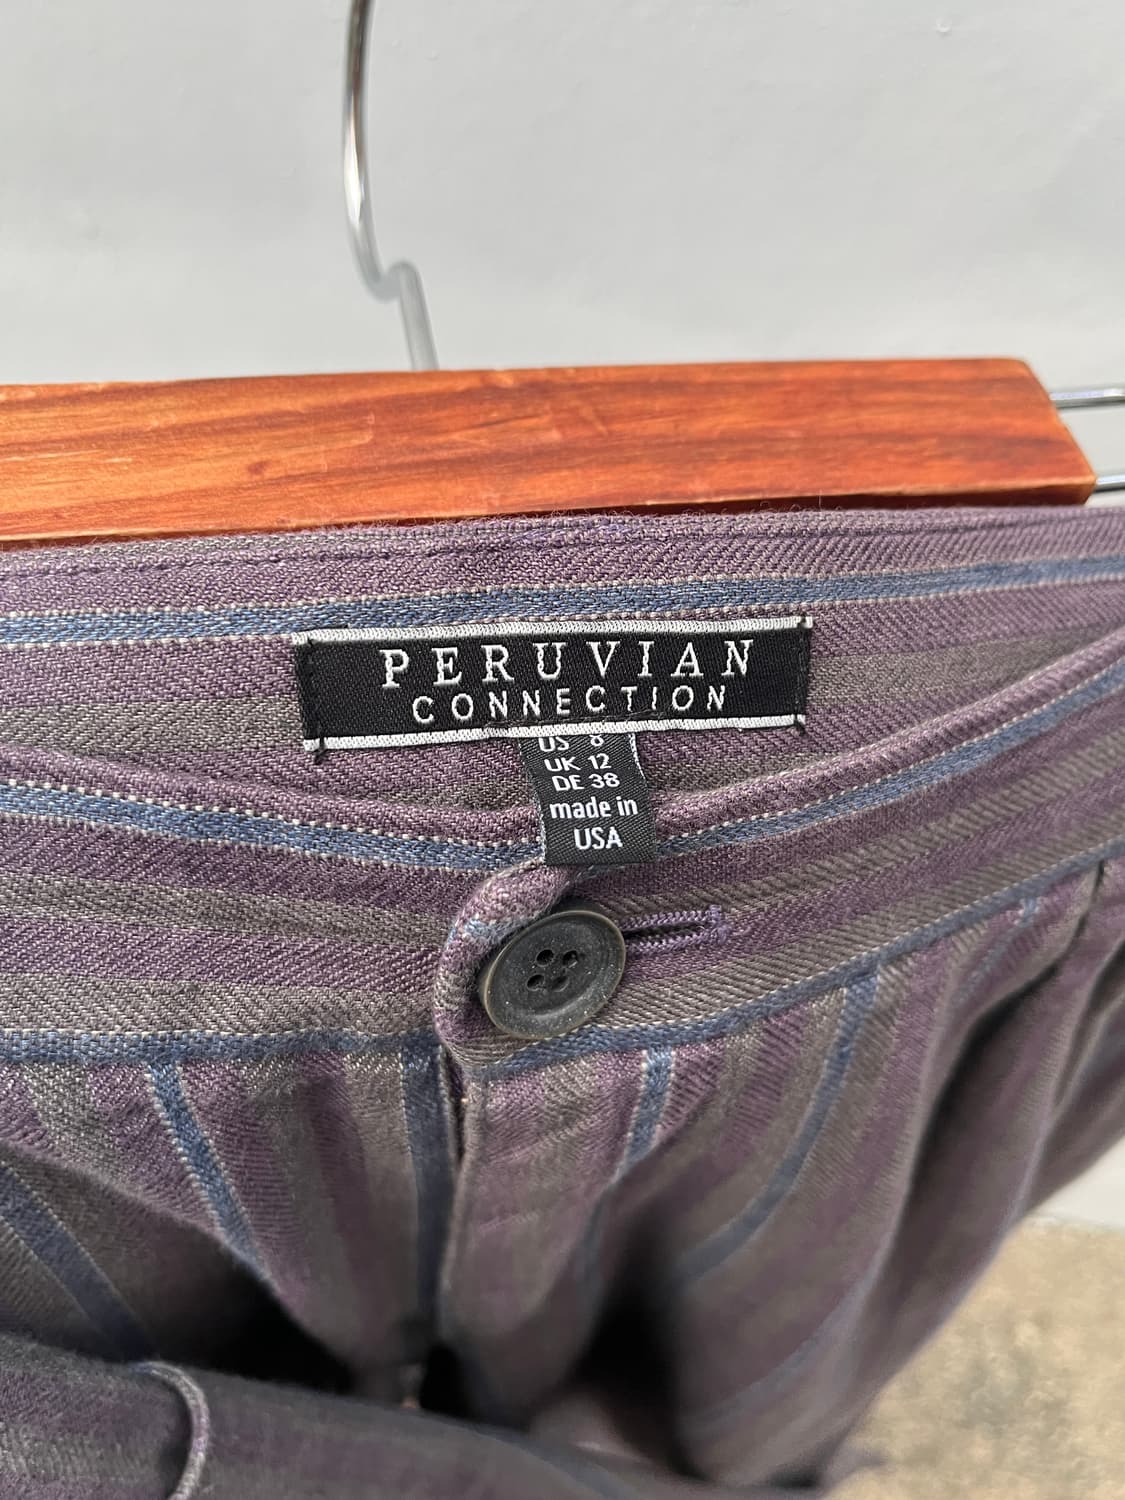 PERUVIAN
CONNECTION
US 8
UK 12
DE 38
made in
USA